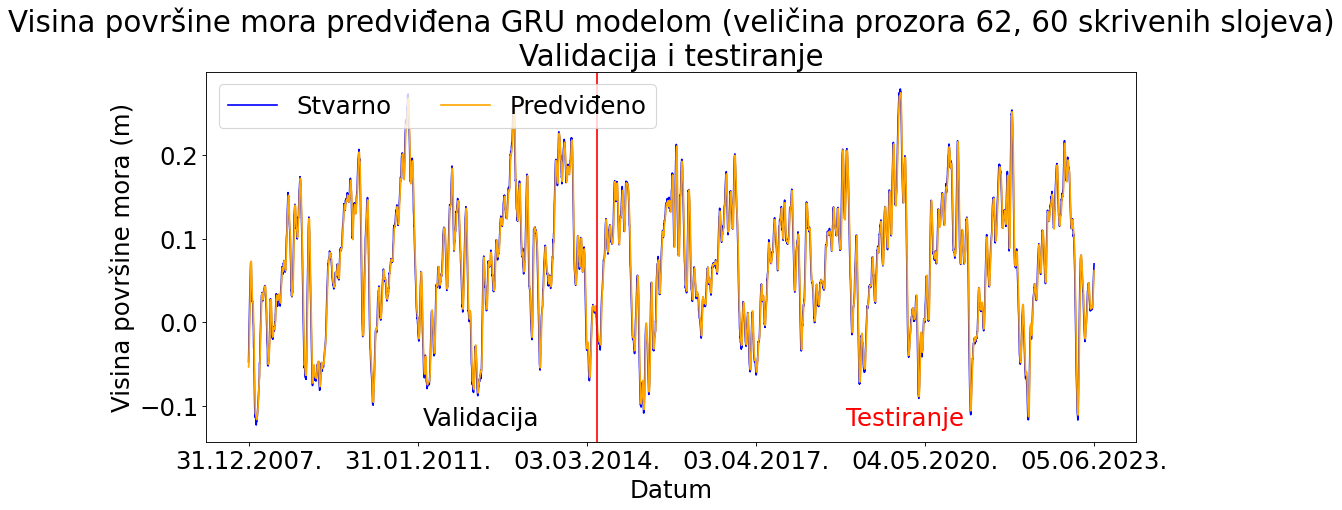 Visina površine mora predviđena GRU modelom (veličina prozora 62, 60 skrivenih slojeva)
Validacija i testiranje
Stvarno
Predviđeno
Visina površine mora (m)
0.2
0.1
0.0
−0.1
Validacija
Testiranje
31.12.2007.
31.01.2011.
03.03.2014.
03.04.2017.
04.05.2020.
05.06.2023.
Datum